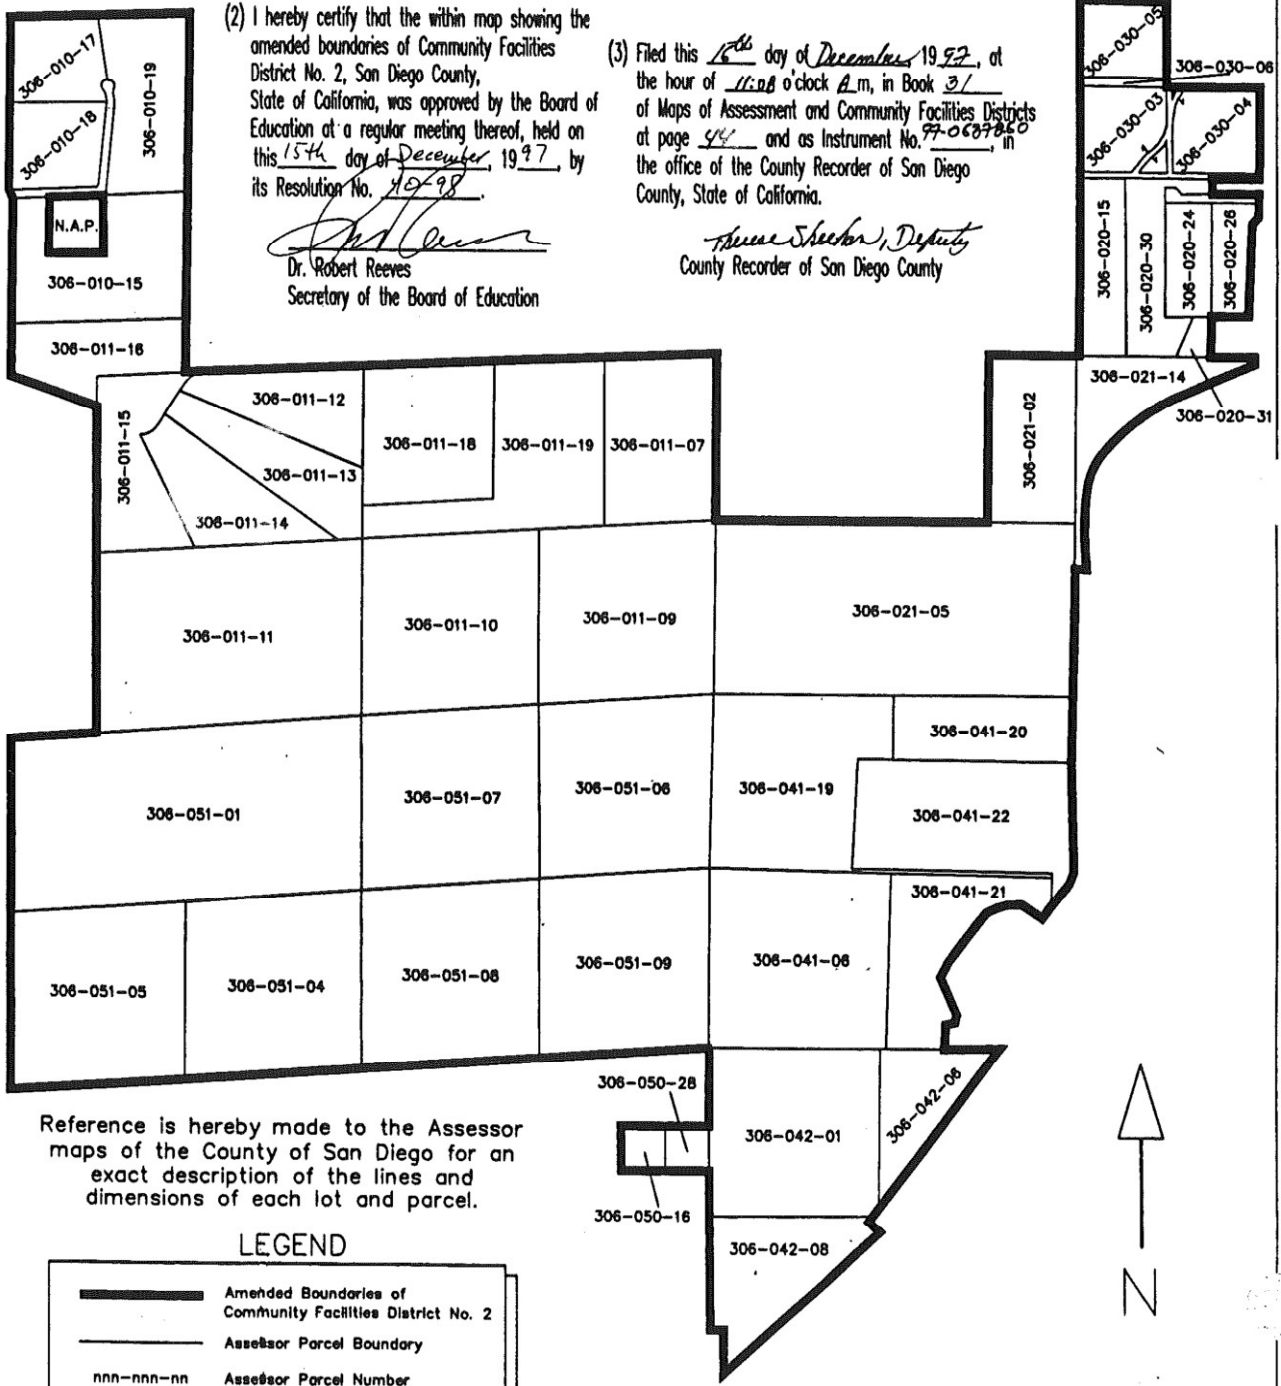 (2) I hereby certify that the within map showing the
amended boundaries of Community Facilities
District No. 2, San Diego County,
State of California, was approved by the Board of
Education at a regular meeting thereof, held on
this 15th day of December, 1997, by
its Resolution No. 40-98.
Dr. Robert Reeves
Secretary of the Board of Education
(3) Filed this 16th day of December, 1997, at
the hour of 11:08 o'clock A m, in Book 31
of Maps of Assessment and Community Facilities Districts
at page 44 and as Instrument No. 97-0637860, in
the office of the County Recorder of San Diego
County, State of California.
Deputy
County Recorder of San Diego County
306-010-17
306-010-18
306-010-19
N.A.P.
306-010-15
306-011-16
306-030-05
306-030-06
306-030-03
306-030-04
306-020-15
306-020-30
306-020-24
306-020-26
306-021-14
306-020-31
306-021-02
306-011-15
306-011-12
306-011-13
306-011-14
306-011-18
306-011-19
306-011-07
306-011-11
306-011-10
306-011-09
306-021-05
306-041-20
306-051-01
306-051-07
306-051-06
306-041-19
306-041-22
306-041-21
306-051-05
306-051-04
306-051-08
306-051-09
306-041-06
306-050-28
306-050-16
306-042-01
306-042-06
306-042-08
Reference is hereby made to the Assessor
maps of the County of San Diego for an
exact description of the lines and
dimensions of each lot and parcel.
LEGEND
Amended Boundaries of
Community Facilities District No. 2
Assessor Parcel Boundary
nnn-nnn-nn Assessor Parcel Number
N